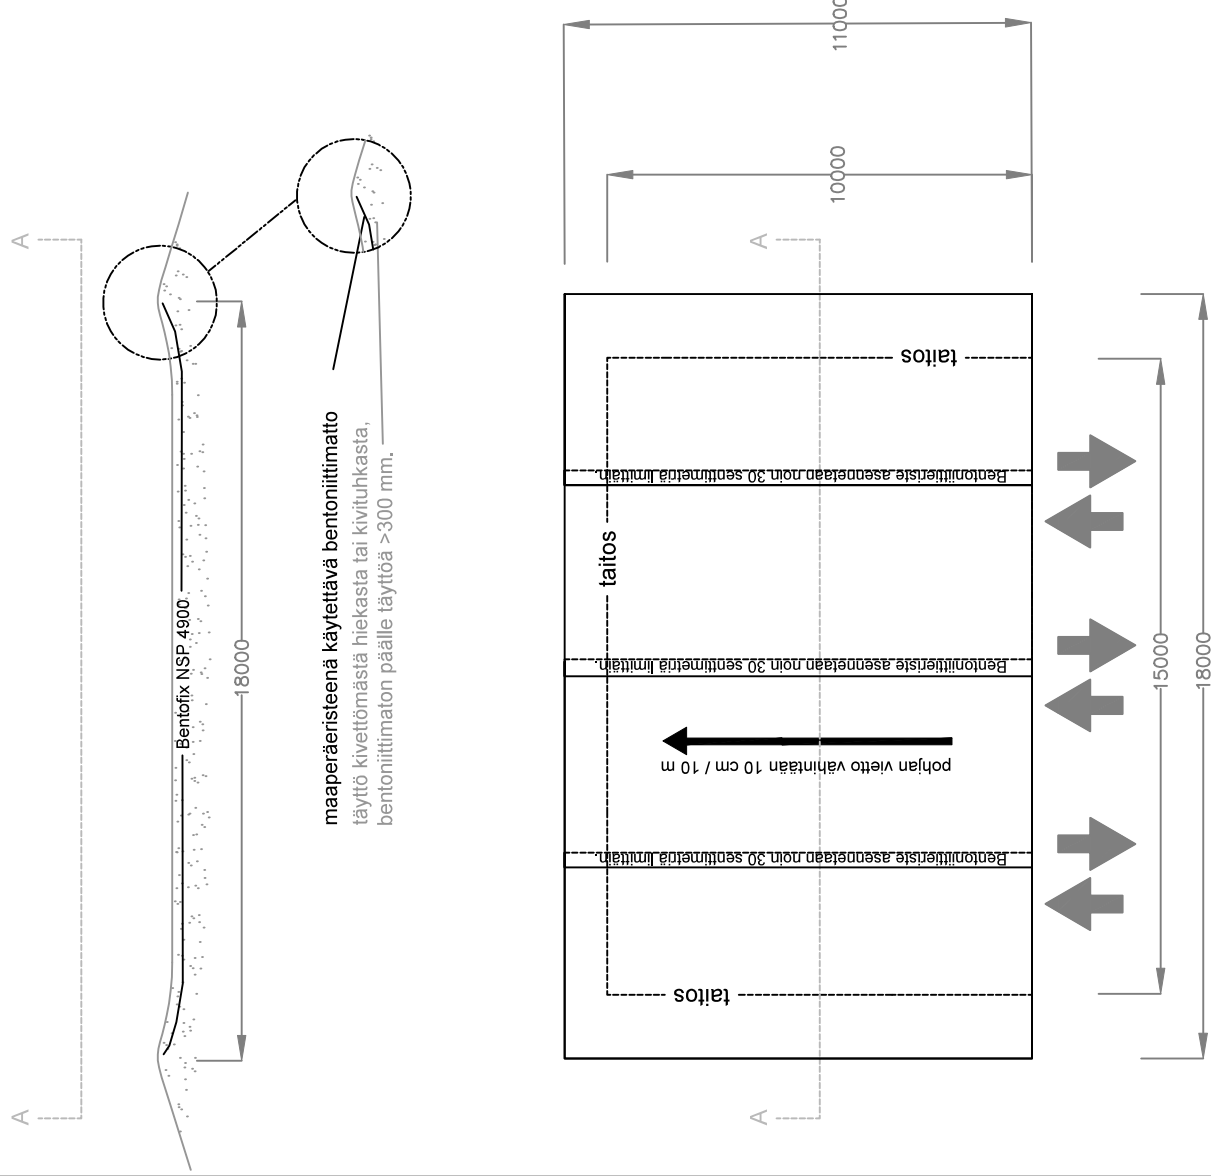 A
A
Bentofix NSP 4900
18000
maaperäeristeenä käytettävä bentoniittimatto
täyttö kivettömästä hiekasta tai kivituhkasta,
bentoniittimaton päälle täyttöä >300 mm.
11000
10000
A
A
taitos
Bentoniittieriste asennetaan noin 30 senttimetriä limittäin.
taitos
Bentoniittieriste asennetaan noin 30 senttimetriä limittäin.
pohjan vietto vähintään 10 cm / 10 m
Bentoniittieriste asennetaan noin 30 senttimetriä limittäin.
taitos
15000
18000